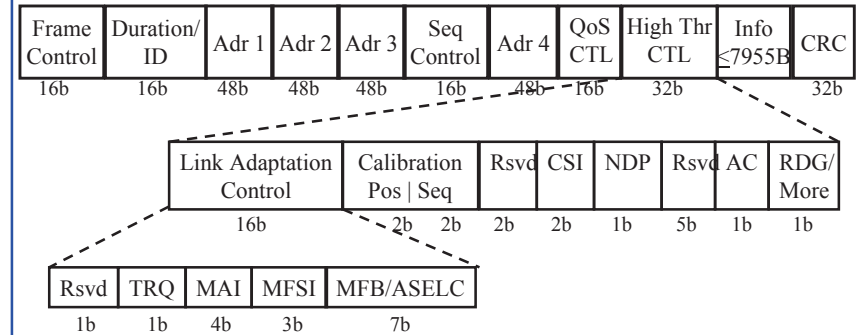 Frame Control
Duration/ ID
Adr 1
Adr 2
Adr 3
Seq Control
Adr 4
QoS CTL
High Thr CTL
Info ≤7955B
CRC
16b 16b 48b 48b 48b 16b 48b 16b 32b 32b
Link Adaptation Control
Calibration Pos | Seq
Rsvd
CSI
NDP
Rsvd
AC
RDG/ More
16b 2b 2b 2b 2b 1b 5b 1b 1b
Rsvd TRQ MAI MFSI MFB/ASELC
1b 1b 4b 3b 7b